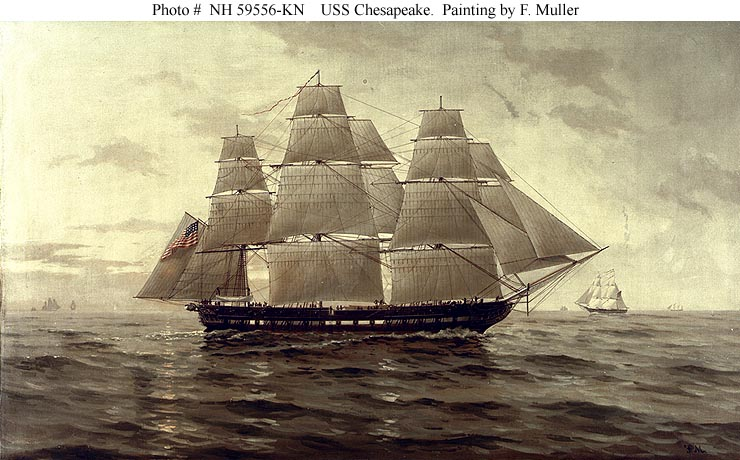 Photo # NH 59556-KN USS Chesapeake. Painting by F. Muller